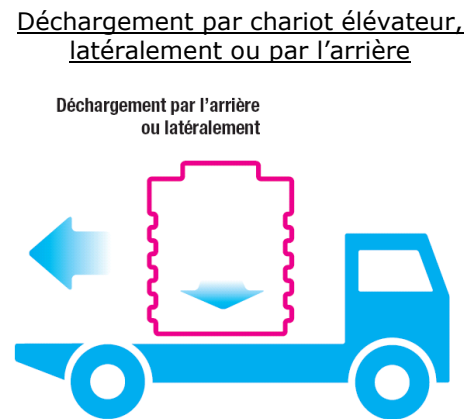 Déchargement par chariot élévateur,
latéralement ou par l’arrière
Déchargement par l’arrière
ou latéralement